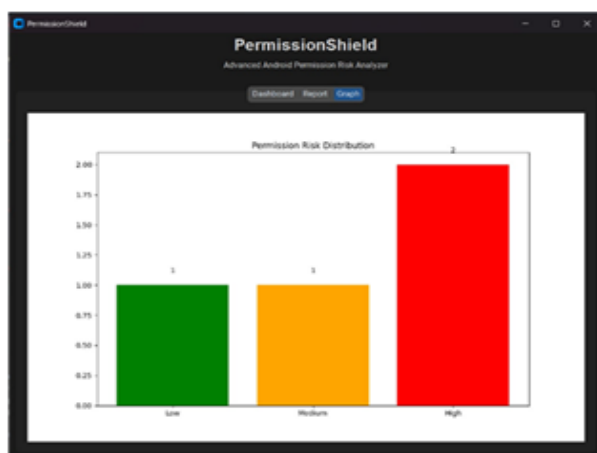 PermissionShield
PermissionShield
Advanced Android Permission Risk Analyzer
Dashboard Report Graph
Permission Risk Distribution
2
2.00
1.75
1.50
1.25
1 1
1.00
0.75
0.50
0.25
0.00
Low Medium High